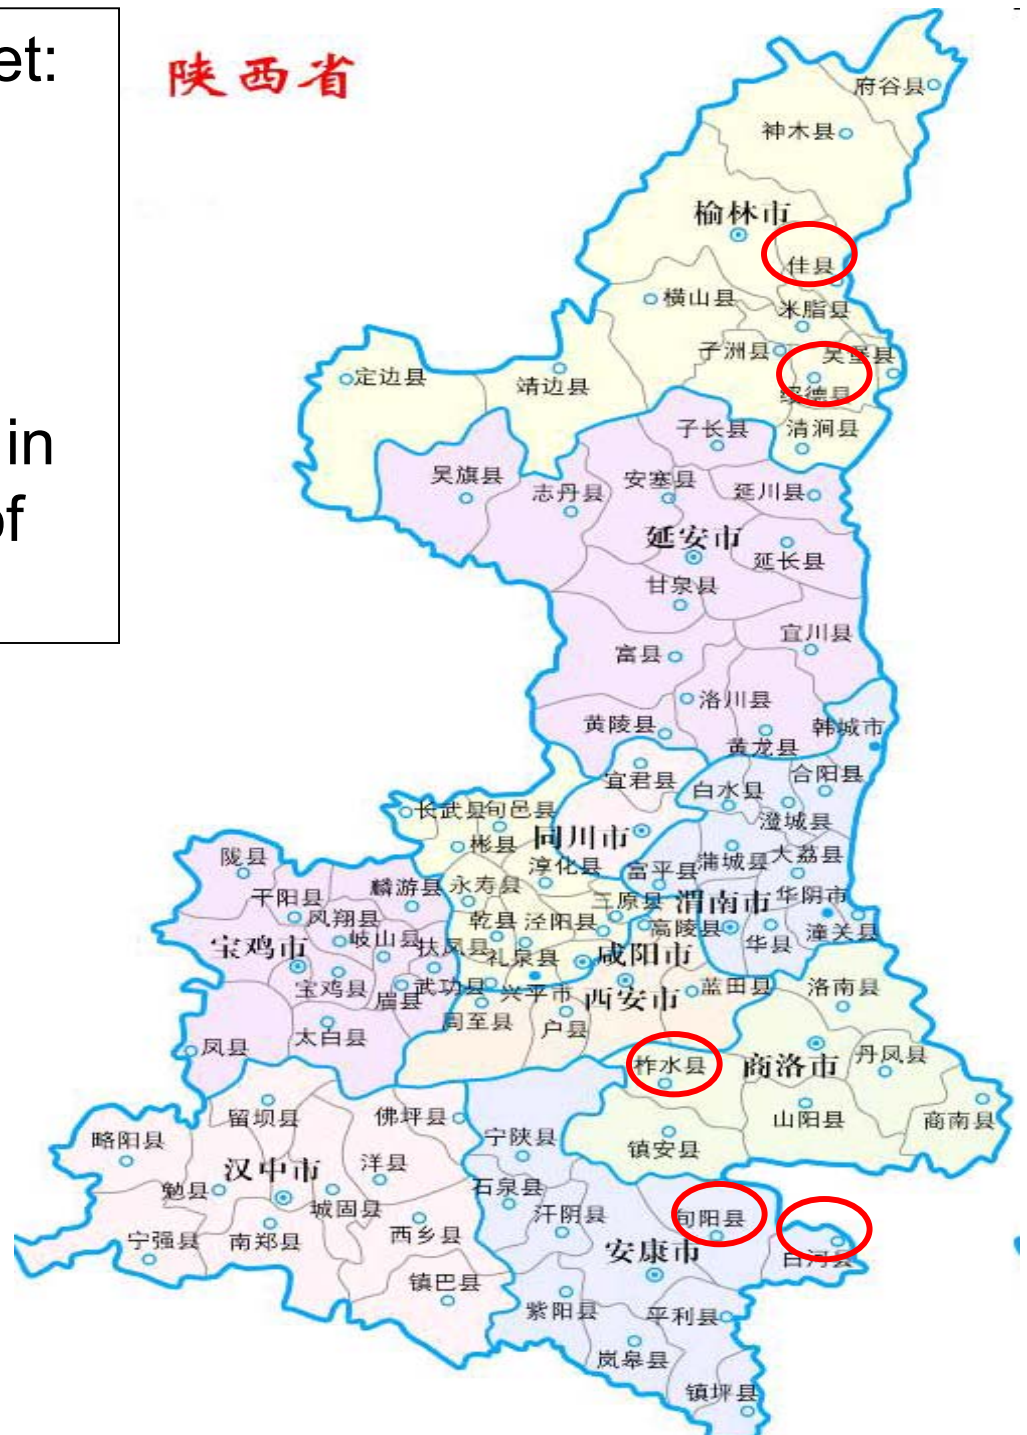 et:
in
of
陕西省
府谷县
神木县
榆林市
佳县
横山县
米脂县
子洲县
吴堡县
定边县
靖边县
绥德县
清涧县
子长县
吴旗县
志丹县
安塞县
延川县
延安市
延长县
甘泉县
宜川县
富县
洛川县
黄陵县
韩城市
黄龙县
宜君县
白水县
合阳县
长武县
旬邑县
澄城县
同川市
彬县
淳化县
富平县
蒲城县
大荔县
陇县
麟游县
永寿县
三原县
渭南市
华阴市
干阳县
凤翔县
乾县
泾阳县
高陵县
潼关县
宝鸡市
岐山县
扶凤县
礼泉县
咸阳市
华县
宝鸡县
眉县
武功县
兴平市
西安市
蓝田县
洛南县
太白县
周至县
户县
凤县
柞水县
商洛市
丹凤县
留坝县
佛坪县
山阳县
商南县
略阳县
宁陕县
镇安县
汉中市
洋县
勉县
城固县
石泉县
汗阴县
旬阳县
宁强县
南郑县
西乡县
安康市
白河县
镇巴县
紫阳县
平利县
岚皋县
镇坪县